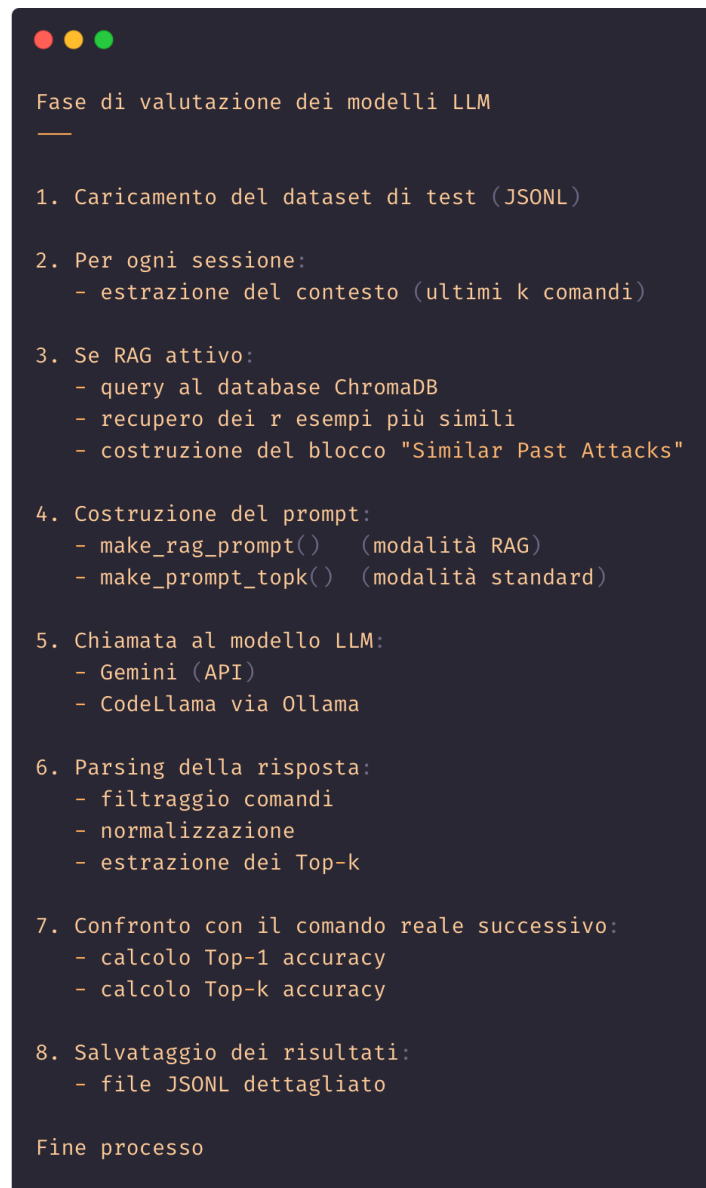 Fase di valutazione dei modelli LLM
———
1. Caricamento del dataset di test (JSONL)
2. Per ogni sessione:
- estrazione del contesto (ultimi k comandi)
3. Se RAG attivo:
- query al database ChromaDB
- recupero dei r esempi più simili
- costruzione del blocco "Similar Past Attacks"
4. Costruzione del prompt:
- make_rag_prompt() (modalità RAG)
- make_prompt_topk() (modalità standard)
5. Chiamata al modello LLM:
- Gemini (API)
- CodeLlama via Ollama
6. Parsing della risposta:
- filtraggio comandi
- normalizzazione
- estrazione dei Top-k
7. Confronto con il comando reale successivo:
- calcolo Top-1 accuracy
- calcolo Top-k accuracy
8. Salvataggio dei risultati:
- file JSONL dettagliato
Fine processo